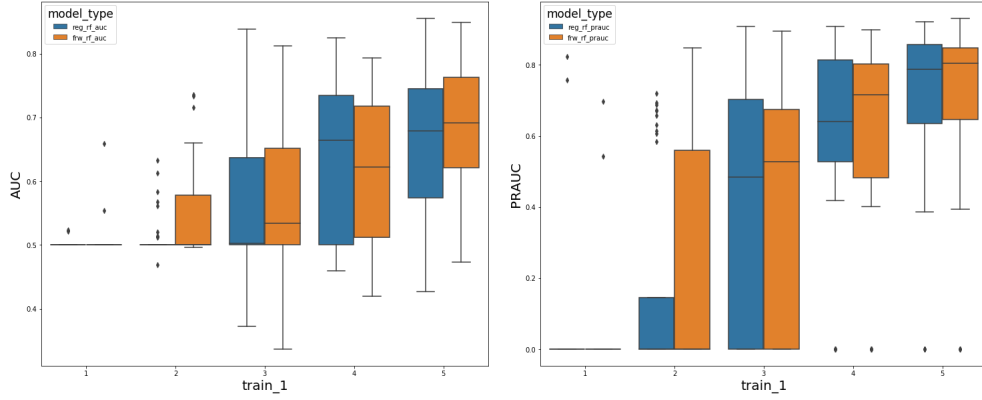 model_type
reg_rf_auc
frw_rf_auc
AUC
0.8
0.7
0.6
0.5
0.4
1 2 3 4 5
train_1
model_type
reg_rf_prauc
frw_rf_prauc
PRAUC
0.8
0.6
0.4
0.2
0.0
1 2 3 4 5
train_1